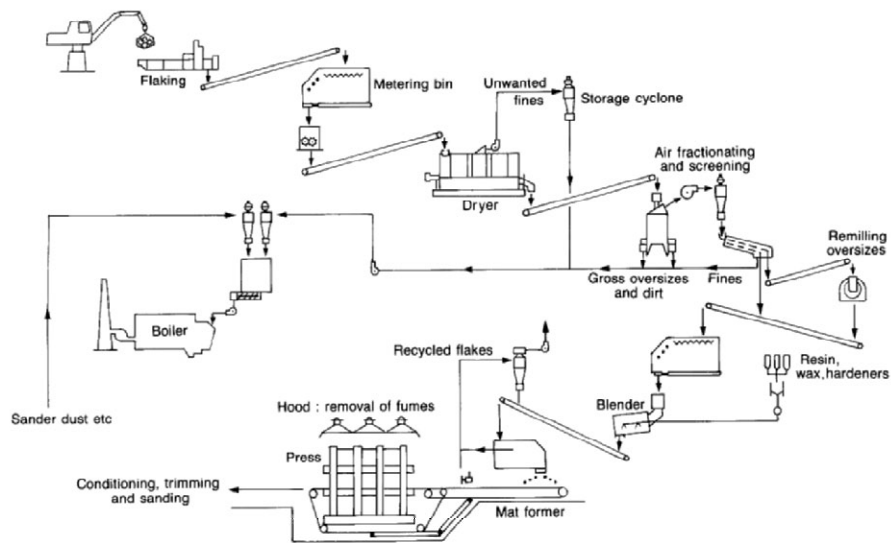 Flaking
Metering bin
Unwanted
fines
Storage cyclone
Air fractionating
and screening
Dryer
Remilling
oversizes
Gross oversizes
and dirt
Fines
Boiler
Recycled flakes
Resin,
wax,hardeners
Blender
Sander dust etc
Hood : removal of fumes
Press
Conditioning, trimming
and sanding
Mat former